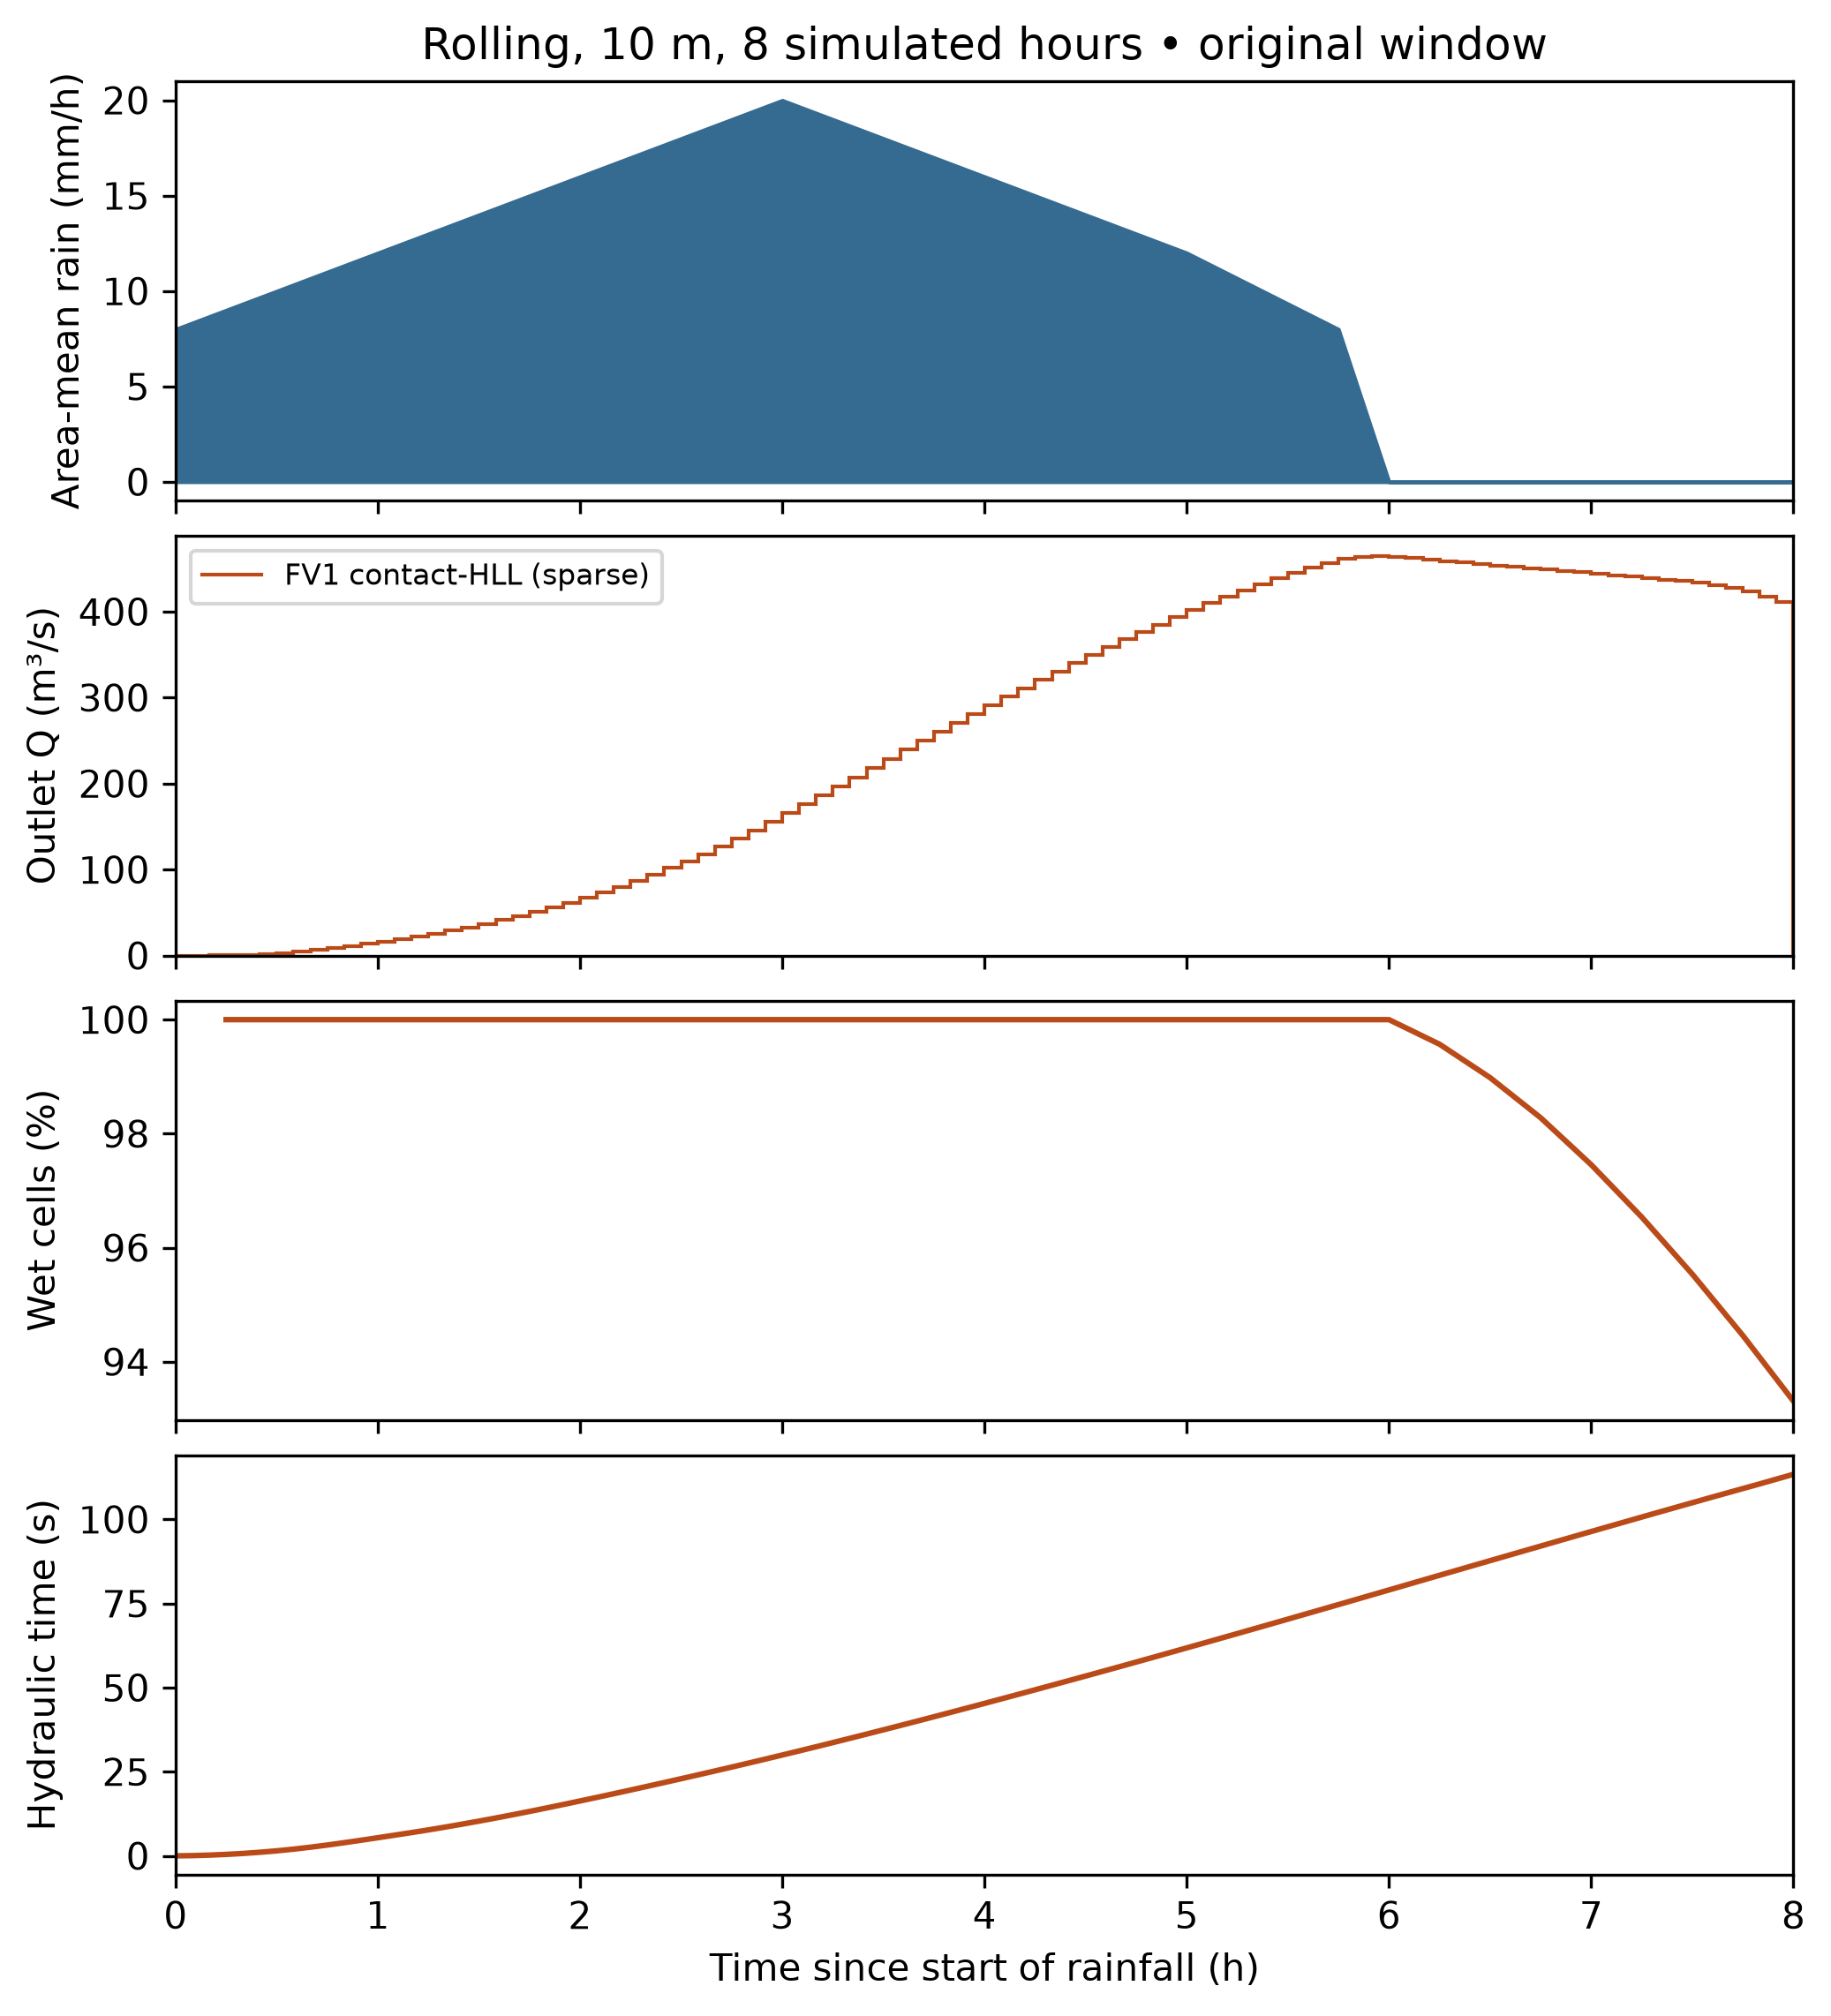 Rolling, 10 m, 8 simulated hours • original window
Area-mean rain (mm/h)
20
15
10
5
0
Outlet Q (m³/s)
FV1 contact-HLL (sparse)
400
300
200
100
0
Wet cells (%)
100
98
96
94
Hydraulic time (s)
100
75
50
25
0
0 1 2 3 4 5 6 7 8
Time since start of rainfall (h)